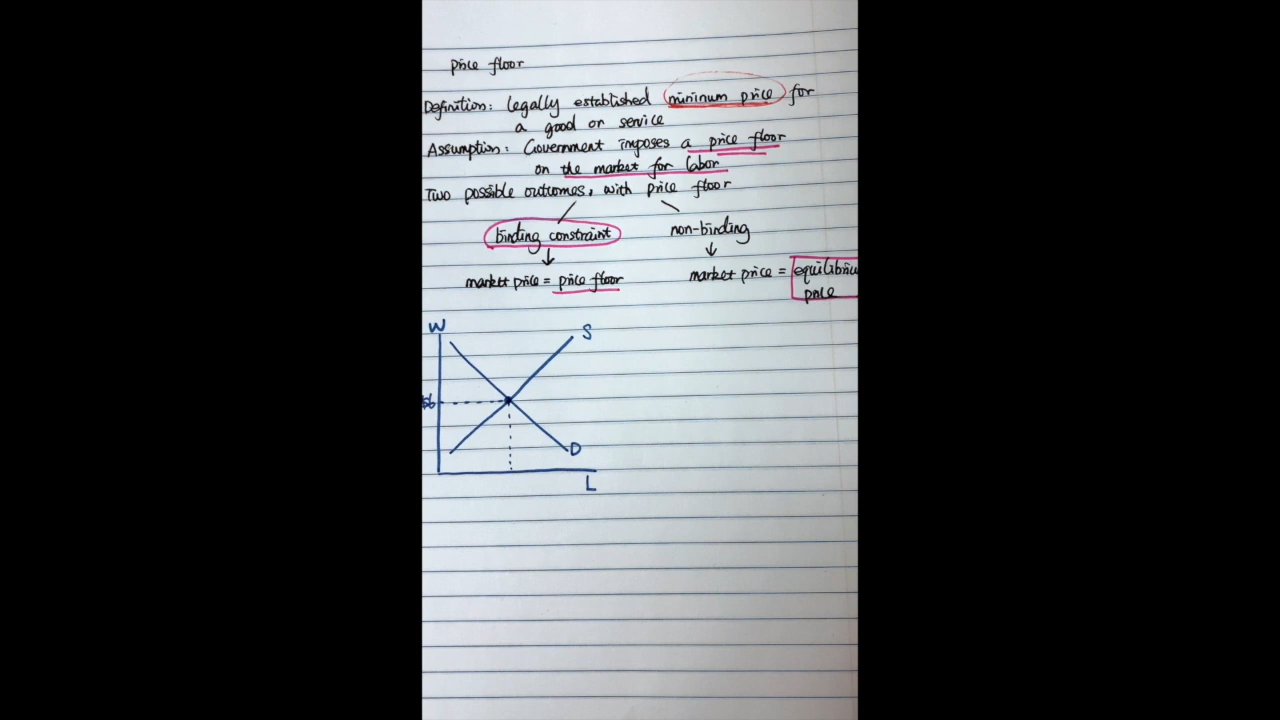 price floor
Definition: legally established minimum price for
a good or service
Assumption: Government imposes a price floor
on the market for labor
Two possible outcomes, with price floor
binding constraint non-binding
market price = price floor market price = equilibriu
price
W
S
D
L